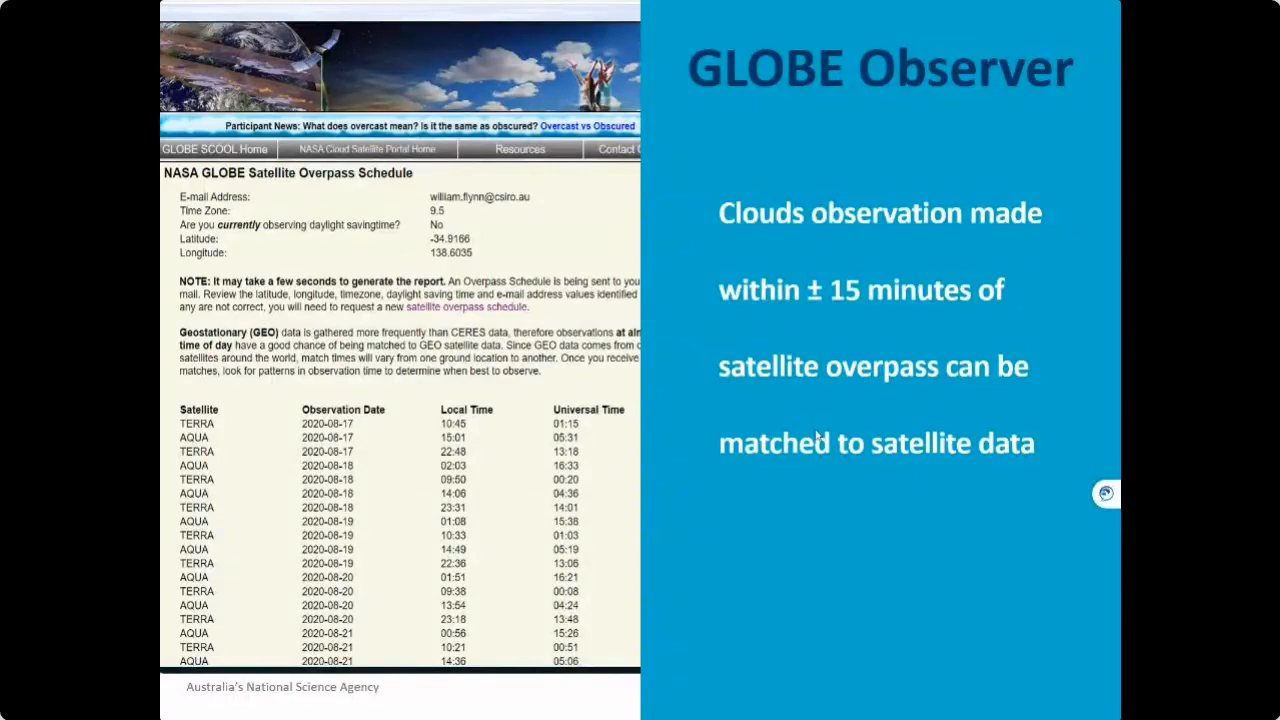 GLOBE Observer
Participant News: What does overcast mean? Is it the same as obscured? Overcast vs Obscured
GLOBE SCOOL Home NASA Cloud Satellite Portal Home Resources Contact
NASA GLOBE Satellite Overpass Schedule
E-mail Address: william.flynn@csiro.au
Time Zone: 9.5
Are you currently observing daylight savingtime? No
Latitude: -34.9166
Longitude: 138.6035
NOTE: It may take a few seconds to generate the report. An Overpass Schedule is being sent to you
mail. Review the latitude, longitude, timezone, daylight saving time and e-mail address values identified
any are not correct, you will need to request a new satellite overpass schedule.
Geostationary (GEO) data is gathered more frequently than CERES data, therefore observations at
time of day have a good chance of being matched to GEO satellite data. Since GEO data comes from
satellites around the world, match times will vary from one ground location to another. Once you receive
matches, look for patterns in observation time to determine when best to observe.
Satellite Observation Date Local Time Universal Time
TERRA 2020-08-17 10:45 01:15
AQUA 2020-08-17 15:01 05:31
TERRA 2020-08-17 22:48 13:18
AQUA 2020-08-18 02:03 16:33
TERRA 2020-08-18 09:50 00:20
AQUA 2020-08-18 14:06 04:36
TERRA 2020-08-18 23:31 14:01
AQUA 2020-08-19 01:08 15:38
TERRA 2020-08-19 10:33 01:03
AQUA 2020-08-19 14:49 05:19
TERRA 2020-08-19 22:36 13:06
AQUA 2020-08-20 01:51 16:21
TERRA 2020-08-20 09:38 00:08
AQUA 2020-08-20 13:54 04:24
TERRA 2020-08-20 23:18 13:48
AQUA 2020-08-21 00:56 15:26
TERRA 2020-08-21 10:21 00:51
AQUA 2020-08-21 14:36 05:06
Clouds observation made
within ± 15 minutes of
satellite overpass can be
matched to satellite data
Australia's National Science Agency